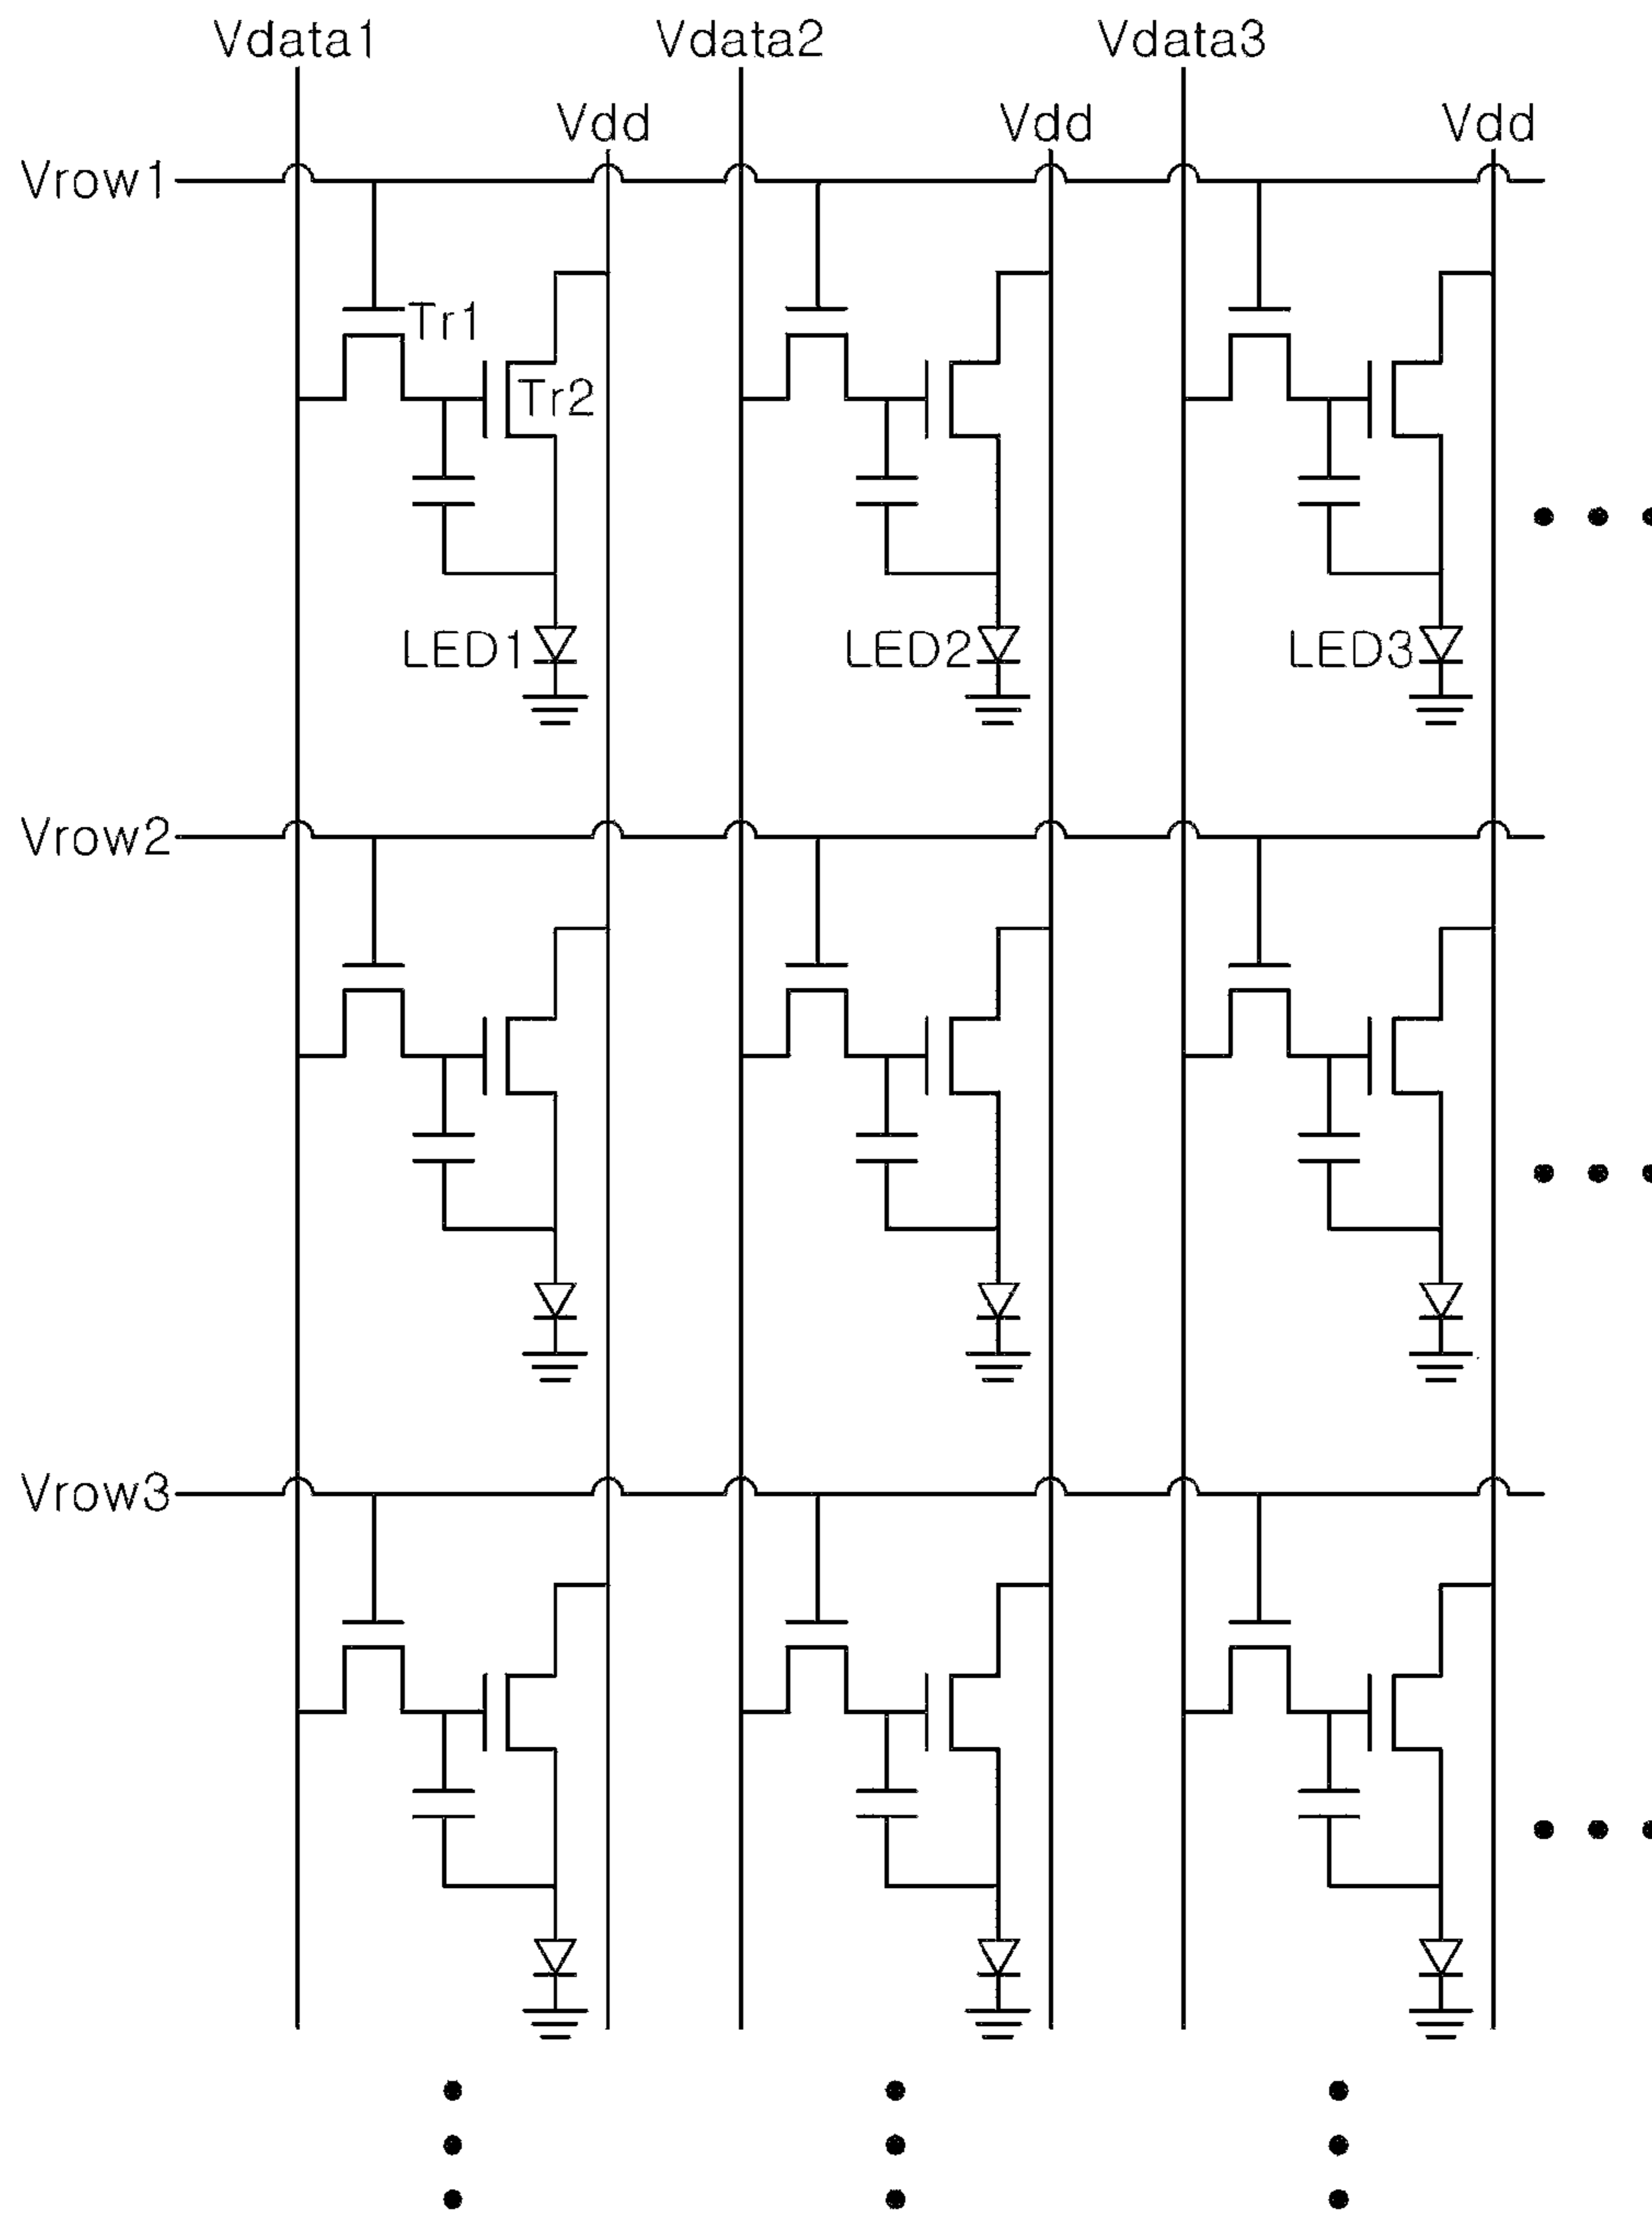 Vdata1 Vdata2 Vdata3
Vdd Vdd Vdd
Vrow1
Tr1
Tr2
LED1 LED2 LED3
Vrow2
Vrow3